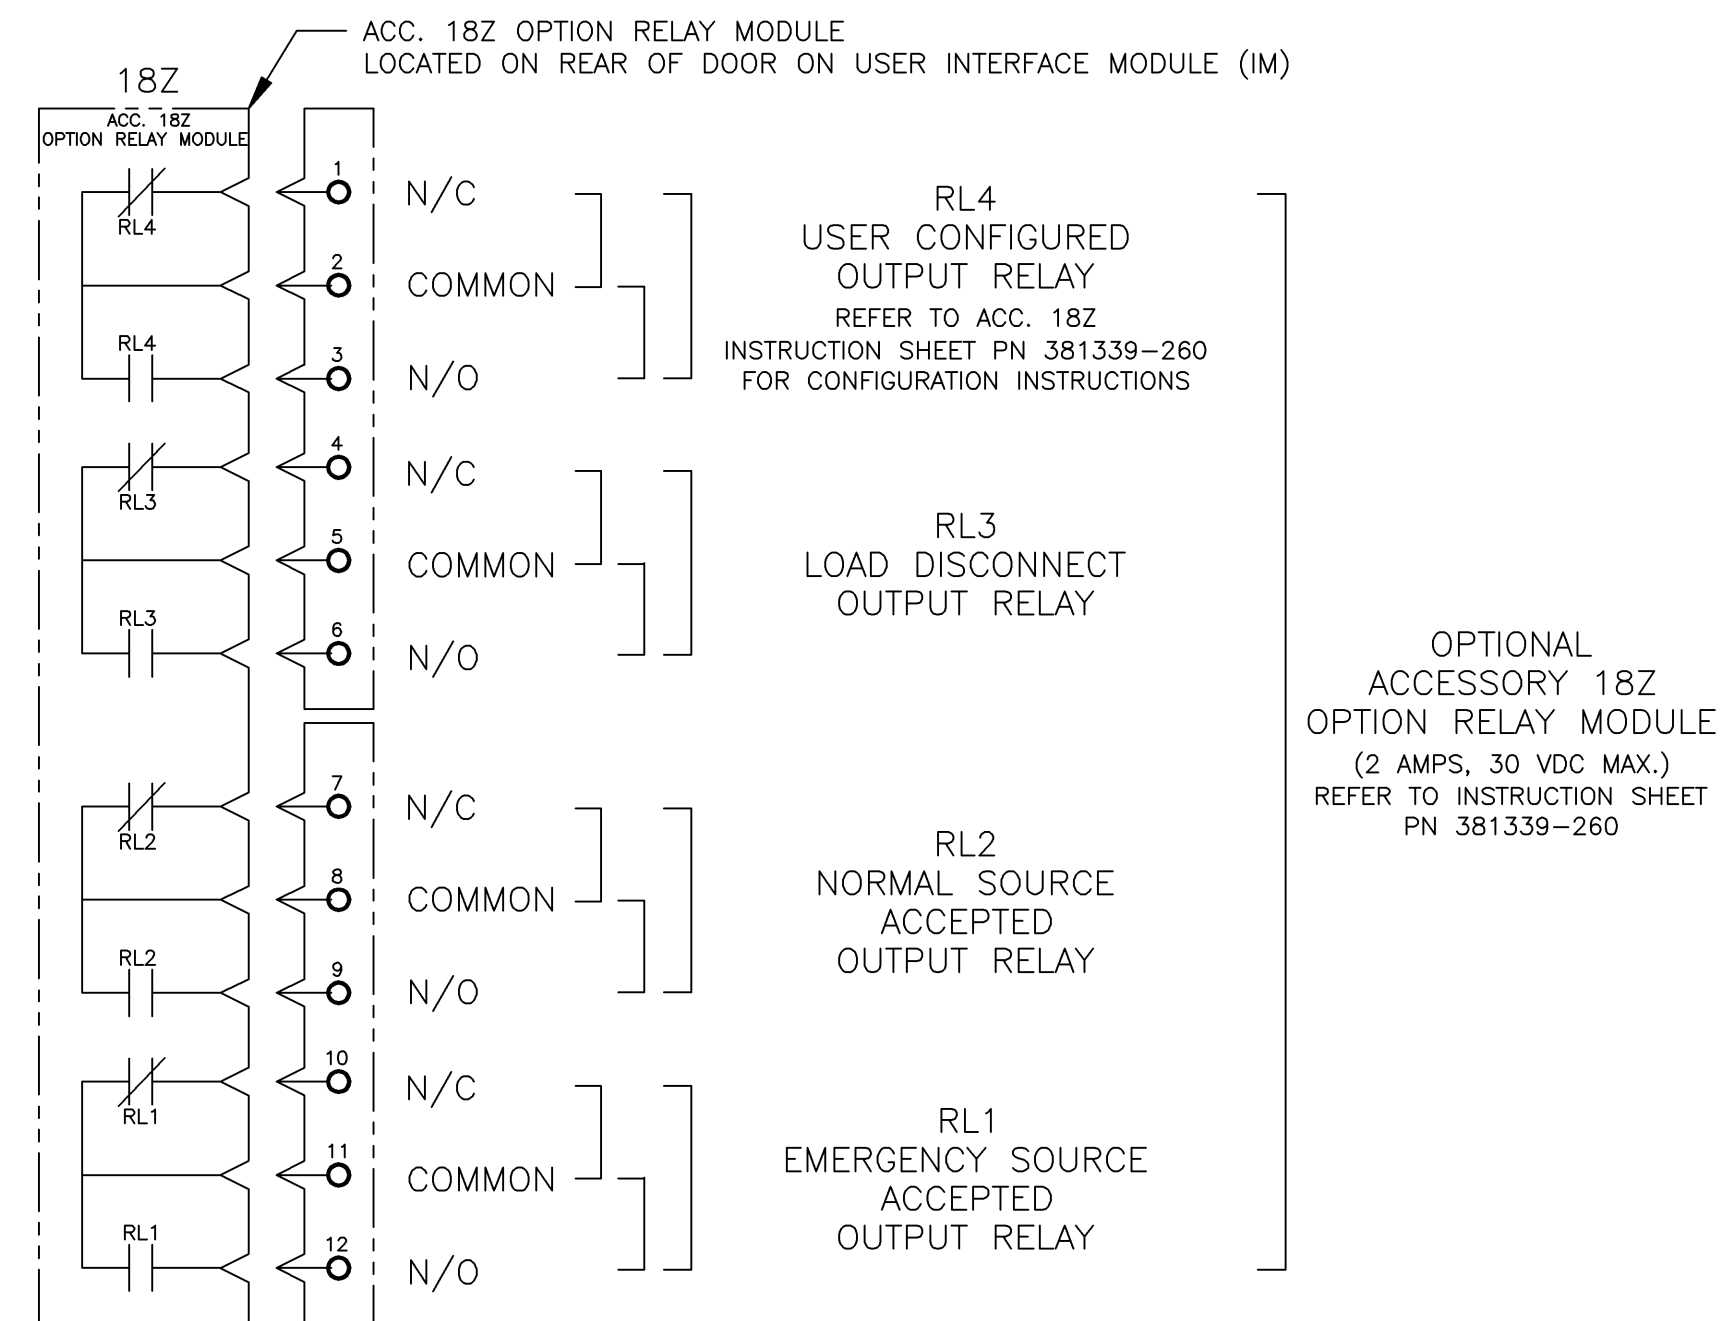 ACC. 18Z OPTION RELAY MODULE
LOCATED ON REAR OF DOOR ON USER INTERFACE MODULE (IM)
18Z
ACC. 18Z
OPTION RELAY MODULE
RL4
1
N/C
2
COMMON
RL4
3
N/O
RL4
USER CONFIGURED
OUTPUT RELAY
REFER TO ACC. 18Z
INSTRUCTION SHEET PN 381339-260
FOR CONFIGURATION INSTRUCTIONS
RL3
4
N/C
5
COMMON
RL3
6
N/O
RL3
LOAD DISCONNECT
OUTPUT RELAY
RL2
7
N/C
8
COMMON
RL2
9
N/O
RL2
NORMAL SOURCE
ACCEPTED
OUTPUT RELAY
RL1
10
N/C
11
COMMON
RL1
12
N/O
RL1
EMERGENCY SOURCE
ACCEPTED
OUTPUT RELAY
OPTIONAL
ACCESSORY 18Z
OPTION RELAY MODULE
(2 AMPS, 30 VDC MAX.)
REFER TO INSTRUCTION SHEET
PN 381339-260